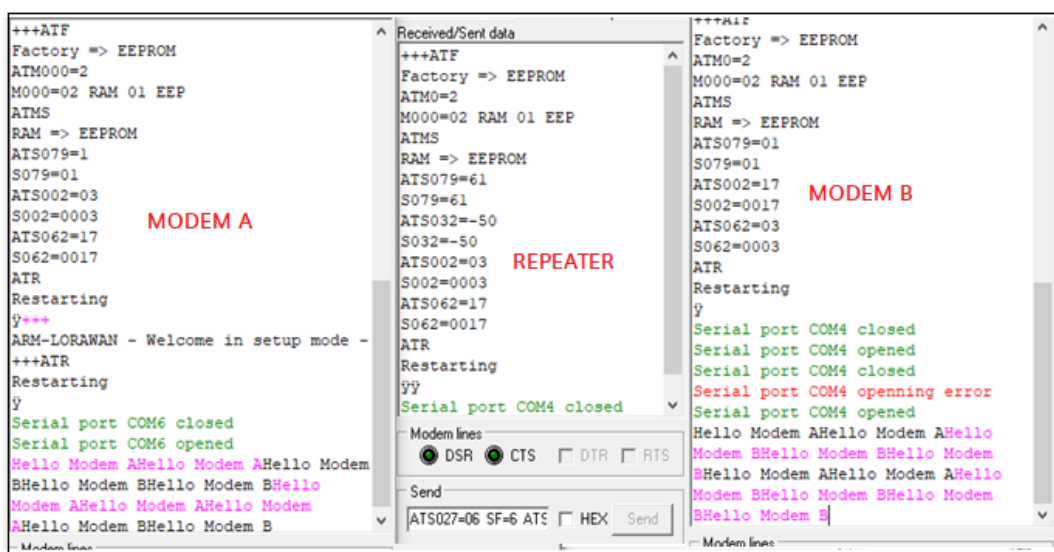 +++ATF
Factory => EEPROM
ATM000=2
M000=02 RAM 01 EEP
ATMS
RAM => EEPROM
ATS079=1
S079=01
ATS002=03
S002=0003
MODEM A
ATS062=17
S062=0017
ATR
Restarting
ÿ+++
ARM-LORAWAN - Welcome in setup mode -
+++ATR
Restarting
ÿ
Serial port COM6 closed
Serial port COM6 opened
Hello Modem AHello Modem AHello Modem
BHello Modem BHello Modem BHello
Modem AHello Modem AHello Modem
AHello Modem BHello Modem B
Modem lines
Received/Sent data
+++ATF
Factory => EEPROM
ATM0=2
M000=02 RAM 01 EEP
ATMS
RAM => EEPROM
ATS079=61
S079=61
ATS032=-50
S032=-50
ATS002=03
REPEATER
S002=0003
ATS062=17
S062=0017
ATR
Restarting
ÿÿ
Serial port COM4 closed
Modem lines
DSR CTS DTR RTS
Send
ATS027=06 SF=6 ATS HEX Send
+++ATF
Factory => EEPROM
ATM0=2
M000=02 RAM 01 EEP
ATMS
RAM => EEPROM
ATS079=01
S079=01
ATS002=17
MODEM B
S002=0017
ATS062=03
S062=0003
ATR
Restarting
ÿ
Serial port COM4 closed
Serial port COM4 opened
Serial port COM4 closed
Serial port COM4 openning error
Serial port COM4 opened
Hello Modem AHello Modem AHello
Modem BHello Modem BHello Modem
BHello Modem AHello Modem AHello
Modem BHello Modem BHello Modem
BHello Modem B
Modem lines